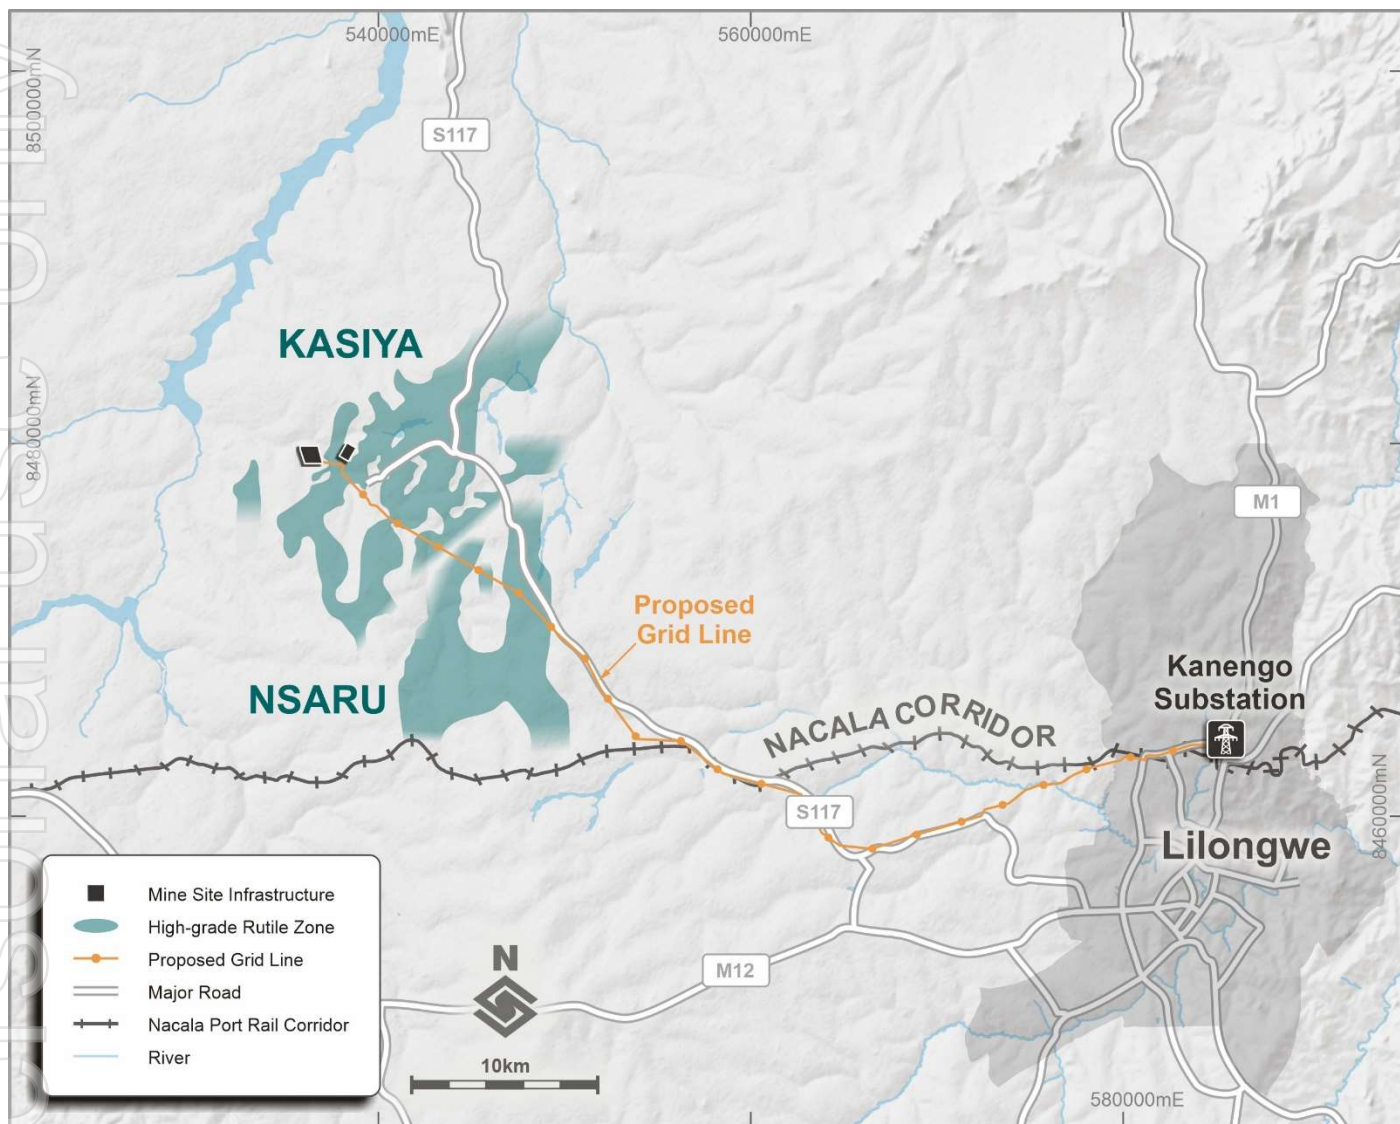 540000mE
560000mE
8500000mN
S117
KASIYA
8480000mN
M1
Proposed
Grid Line
Kanengo
Substation
NSARU
NACALA CORRIDOR
S117
8460000mN
Lilongwe
Mine Site Infrastructure
High-grade Rutile Zone
Proposed Grid Line
Major Road
Nacala Port Rail Corridor
River
N
M12
10km
580000mE